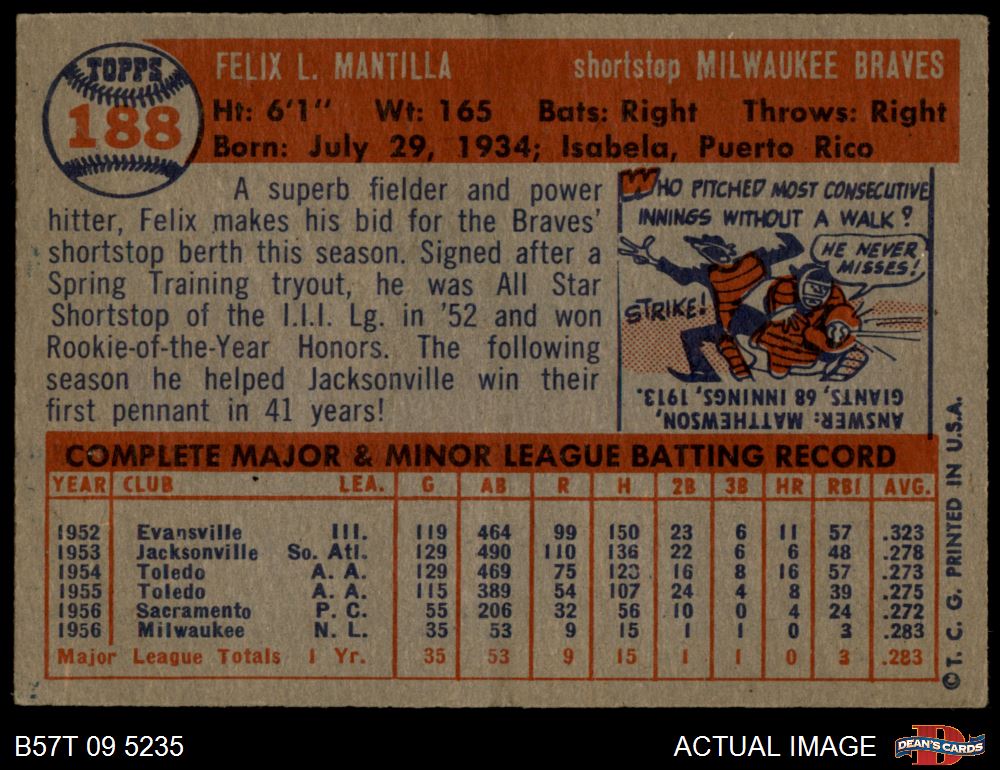 TOPPS
188
FELIX L. MANTILLA shortstop MILWAUKEE BRAVES
Ht: 6'1" Wt: 165 Bats: Right Throws: Right
Born: July 29, 1934; Isabela, Puerto Rico
A superb fielder and power
hitter, Felix makes his bid for the Braves'
shortstop berth this season. Signed after a
Spring Training tryout, he was All Star
Shortstop of the I.I.I. Lg. in '52 and won
Rookie-of-the-Year Honors. The following
season he helped Jacksonville win their
first pennant in 41 years!
WHO PITCHED MOST CONSECUTIVE
INNINGS WITHOUT A WALK?
HE NEVER
MISSES!
STRIKE!
ANSWER: MATTHEWSON,
GIANTS, 68 INNINGS, 1913.
COMPLETE MAJOR & MINOR LEAGUE BATTING RECORD
YEAR CLUB LEA. G AB R H 2B 3B HR RBI AVG.
1952 Evansville III. 119 464 99 150 23 6 11 57 .323
1953 Jacksonville So. Atl. 129 490 110 136 22 6 6 48 .278
1954 Toledo A. A. 129 469 75 128 16 8 16 57 .273
1955 Toledo A. A. 115 389 54 107 24 4 8 39 .275
1956 Sacramento P. C. 55 206 32 56 10 0 4 24 .272
1956 Milwaukee N. L. 35 53 9 15 1 1 0 3 .283
Major League Totals 1 Yr. 35 53 9 15 1 1 0 3 .283
©T. C. G. PRINTED IN U.S.A.
B57T 09 5235
ACTUAL IMAGE
DEAN'S CARDS